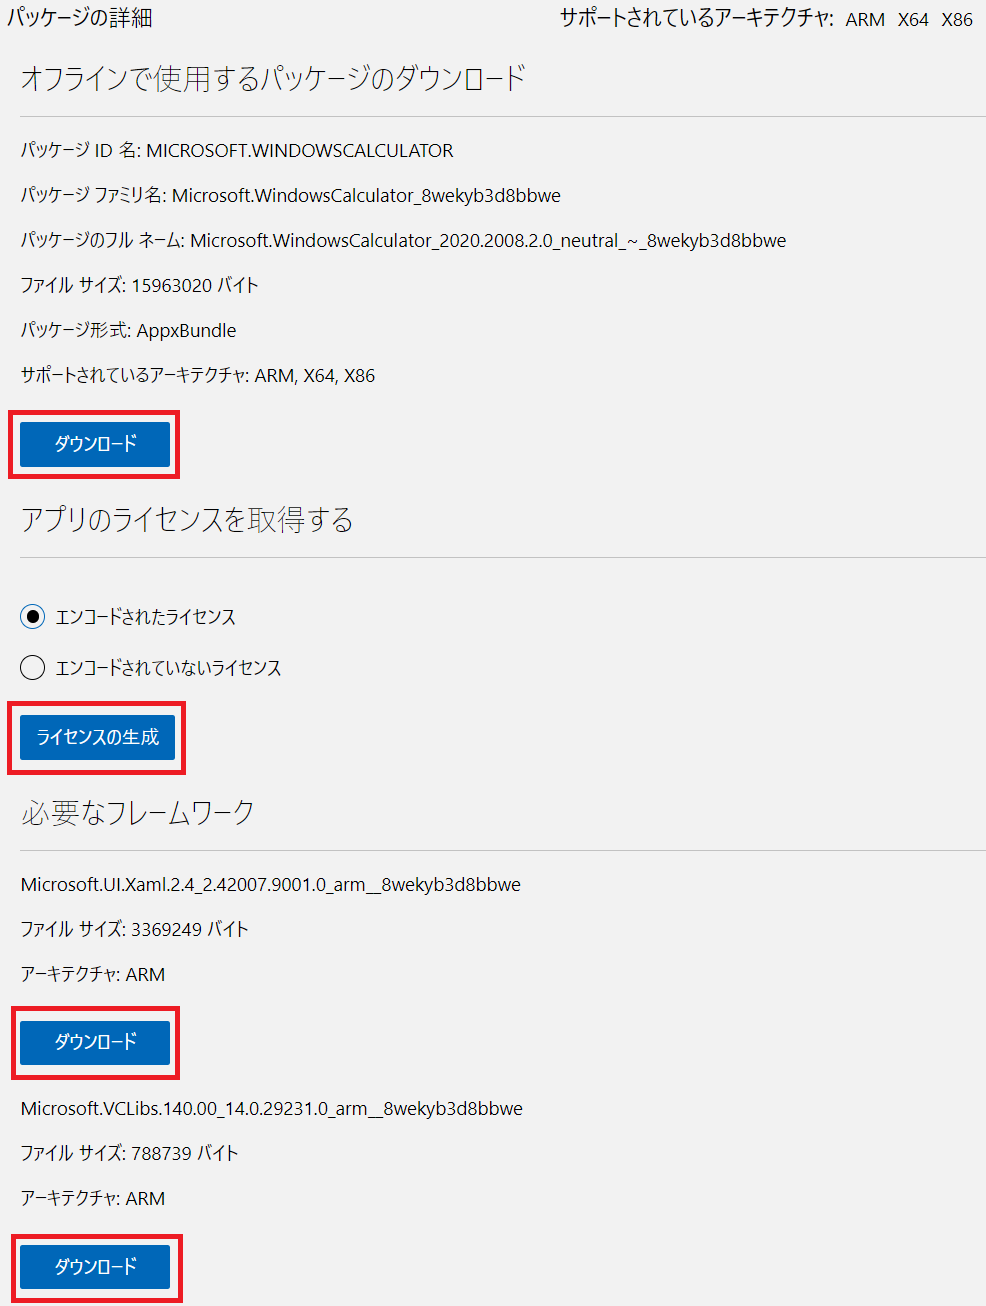 パッケージの詳細
サポートされているアーキテクチャ: ARM X64 X86
オフラインで使用するパッケージのダウンロード
パッケージ ID 名: MICROSOFT.WINDOWSCALCULATOR
パッケージ ファミリ名: Microsoft.WindowsCalculator_8wekyb3d8bbwe
パッケージのフル ネーム: Microsoft.WindowsCalculator_2020.2008.2.0_neutral_~_8wekyb3d8bbwe
ファイル サイズ: 15963020 バイト
パッケージ形式: AppxBundle
サポートされているアーキテクチャ: ARM, X64, X86
ダウンロード
アプリのライセンスを取得する
エンコードされたライセンス
エンコードされていないライセンス
ライセンスの生成
必要なフレームワーク
Microsoft.UI.Xaml.2.4_2.42007.9001.0_arm__8wekyb3d8bbwe
ファイル サイズ: 3369249 バイト
アーキテクチャ: ARM
ダウンロード
Microsoft.VCLibs.140.00_14.0.29231.0_arm__8wekyb3d8bbwe
ファイル サイズ: 788739 バイト
アーキテクチャ: ARM
ダウンロード